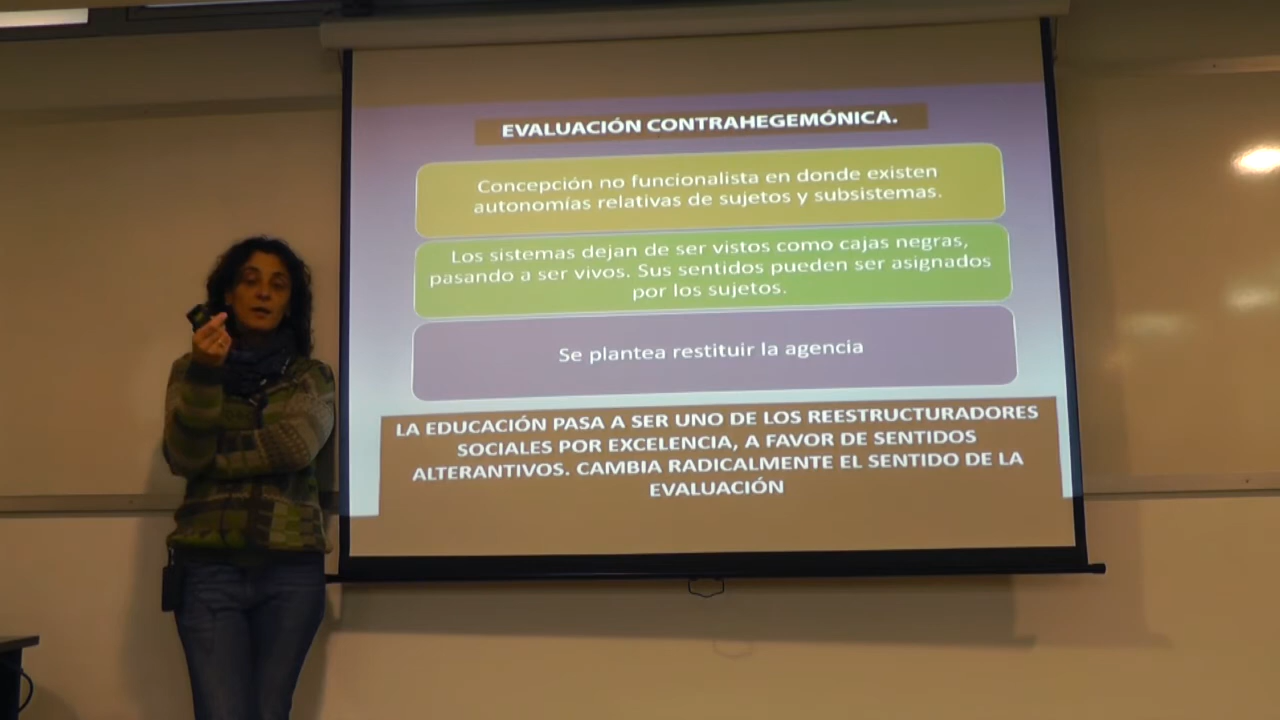 EVALUACIÓN CONTRAHEGEMÓNICA.
Concepción no funcionalista en donde existen
autonomías relativas de sujetos y subsistemas.
Los sistemas dejan de ser vistos como cajas negras,
pasando a ser vivos. Sus sentidos pueden ser asignados
por los sujetos.
Se plantea restituir la agencia
LA EDUCACIÓN PASA A SER UNO DE LOS REESTRUCTURADORES
SOCIALES POR EXCELENCIA, A FAVOR DE SENTIDOS
ALTERANTIVOS. CAMBIA RADICALMENTE EL SENTIDO DE LA
EVALUACIÓN